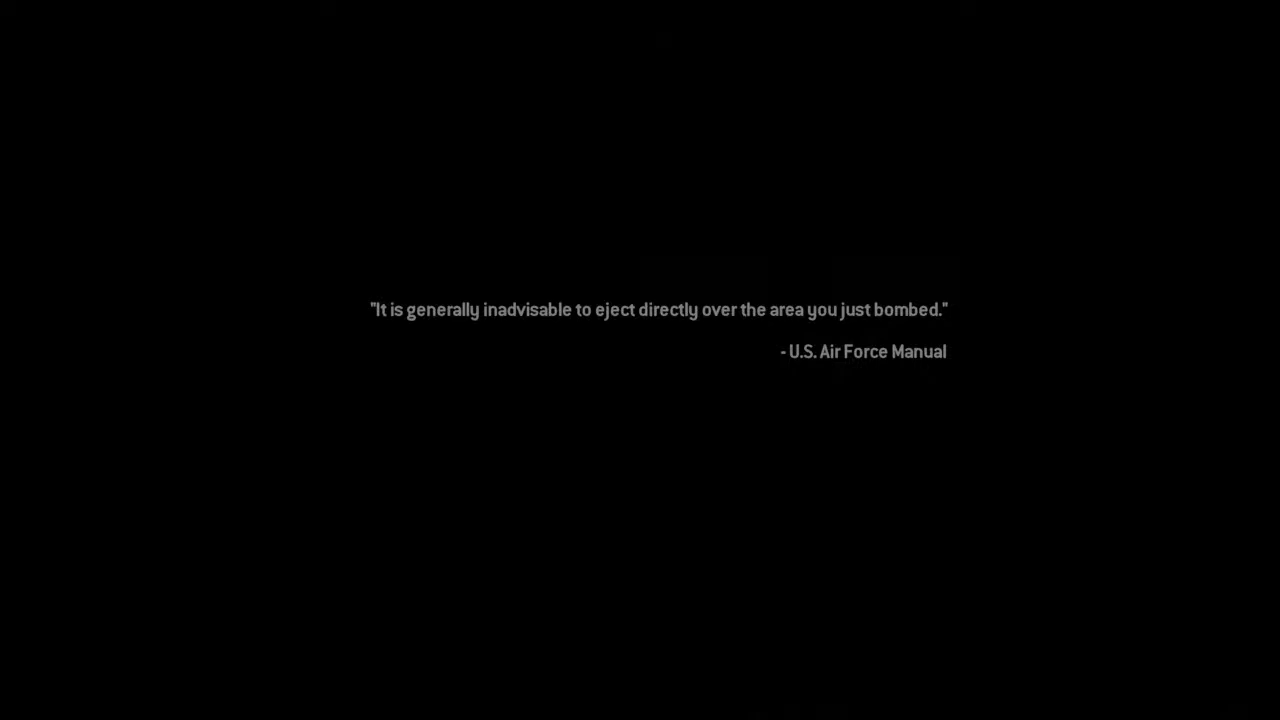 "It is generally inadvisable to eject directly over the area you just bombed."
- U.S. Air Force Manual